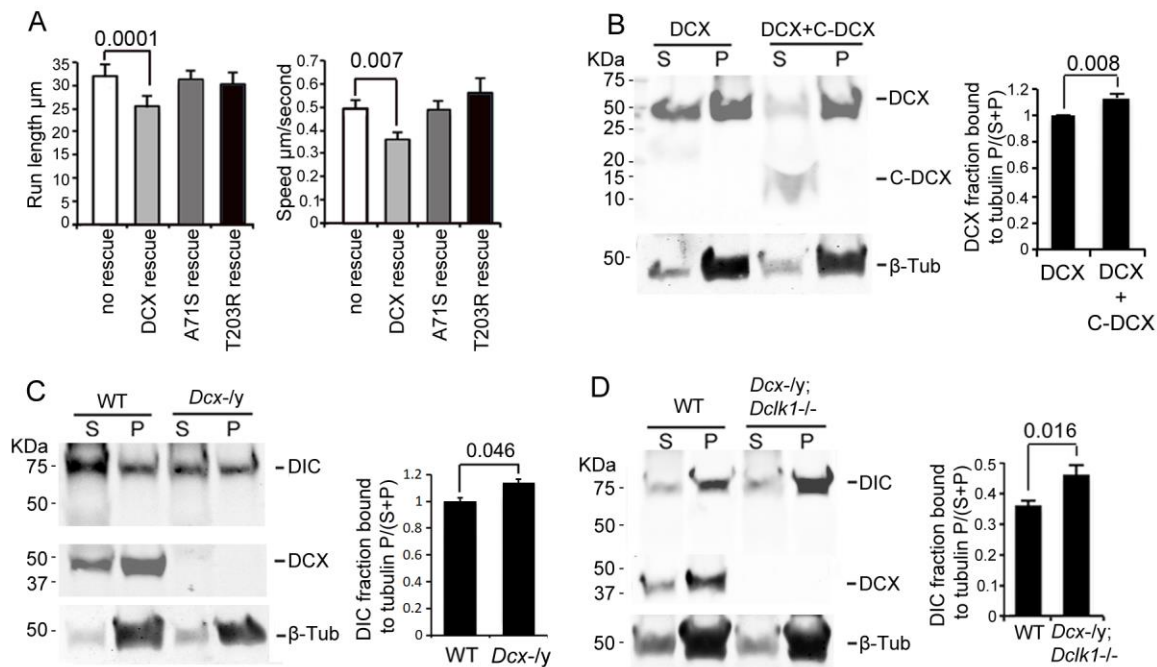 A
0.0001
Run length µm
35
30
25
20
15
10
5
0
no rescue
DCX rescue
A71S rescue
T203R rescue
0.007
Speed µm/second
0.7
0.6
0.5
0.4
0.3
0.2
0.1
0
no rescue
DCX rescue
A71S rescue
T203R rescue
B
DCX DCX+C-DCX
KDa S P S P
75
50
25
20
15
10
DCX
C-DCX
50
β-Tub
0.008
DCX fraction bound
to tubulin P/(S+P)
1.2
1
0.8
0.6
0.4
0.2
0
DCX
DCX
+
C-DCX
C
WT Dcx-/y
S P S P
KDa
75
50
DIC
50
37
DCX
50
β-Tub
0.046
DIC fraction bound
to tubulin P/(S+P)
1.2
1
0.8
0.6
0.4
0.2
0
WT Dcx-/y
D
WT
Dcx-/y;
Dclk1-/-
S P S P
KDa
75
50
DIC
50
37
DCX
50
β-Tub
0.016
DIC fraction bound
to tubulin P/(S+P)
0.5
0.4
0.3
0.2
0.1
0
WT Dcx-/y;
Dclk1-/-